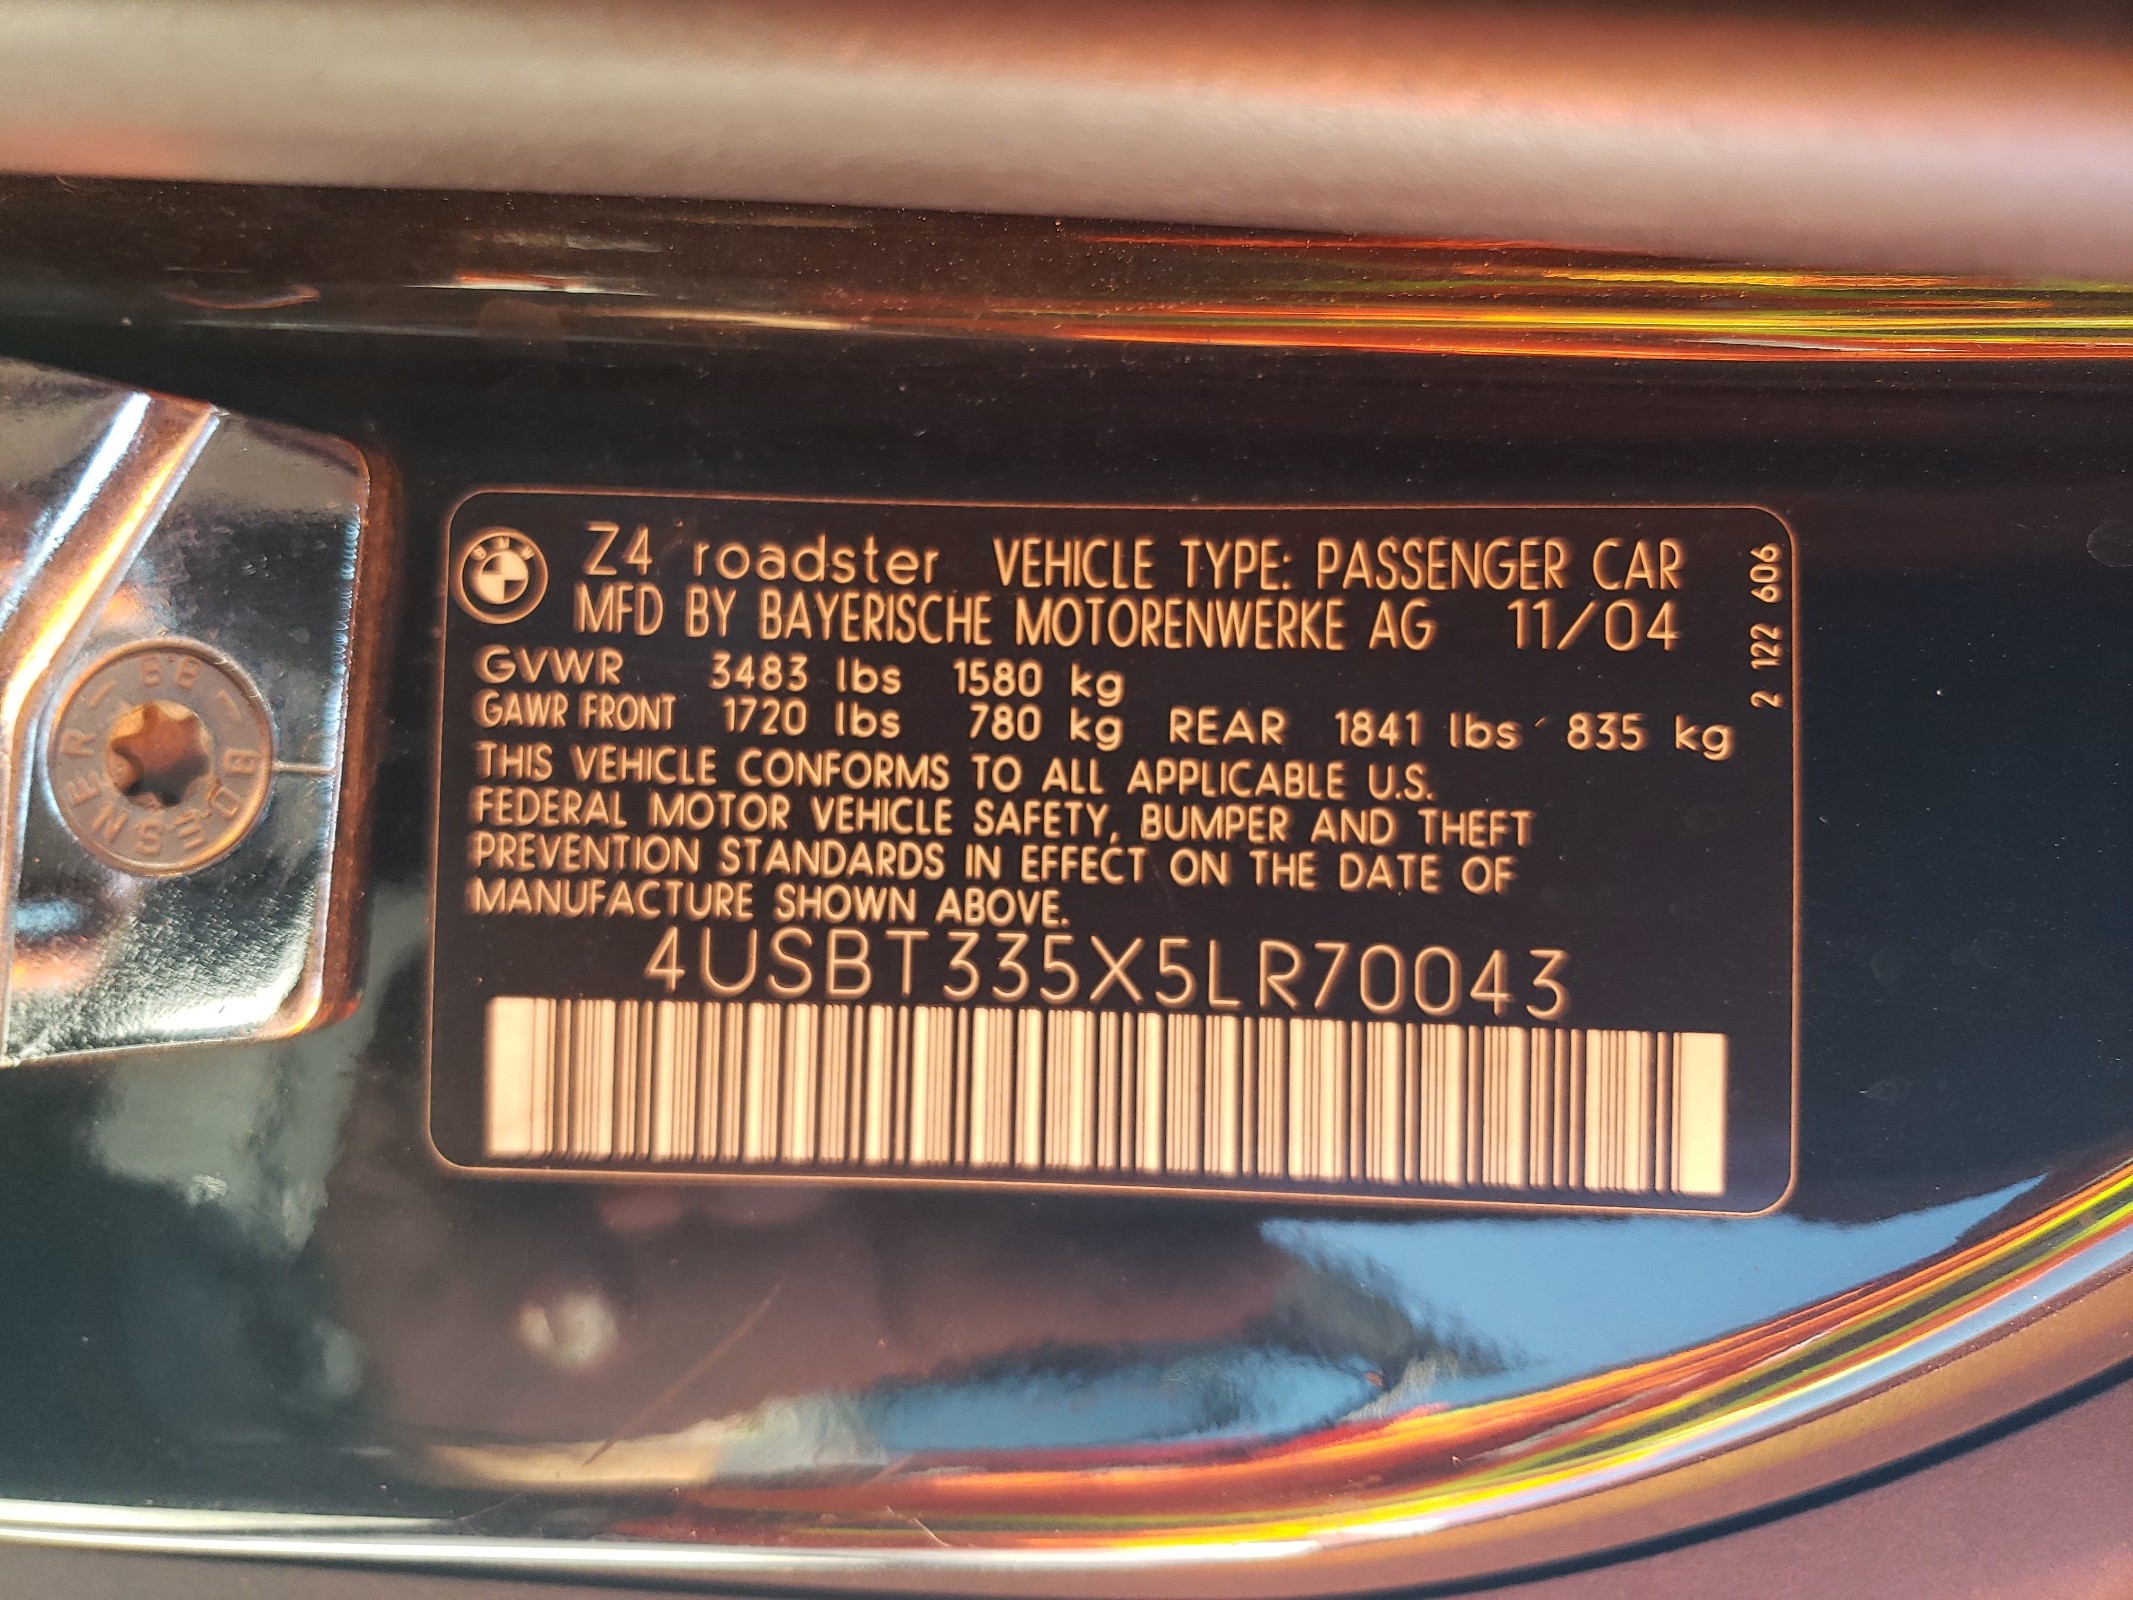 BMW
Z4 roadster VEHICLE TYPE: PASSENGER CAR
MFD BY BAYERISCHE MOTORENWERKE AG 11/04
GVWR 3483 lbs 1580 kg
GAWR FRONT 1720 lbs 780 kg REAR 1841 lbs 835 kg
THIS VEHICLE CONFORMS TO ALL APPLICABLE U.S.
FEDERAL MOTOR VEHICLE SAFETY, BUMPER AND THEFT
PREVENTION STANDARDS IN EFFECT ON THE DATE OF
MANUFACTURE SHOWN ABOVE.
4USBT335X5LR70043
2 122 606